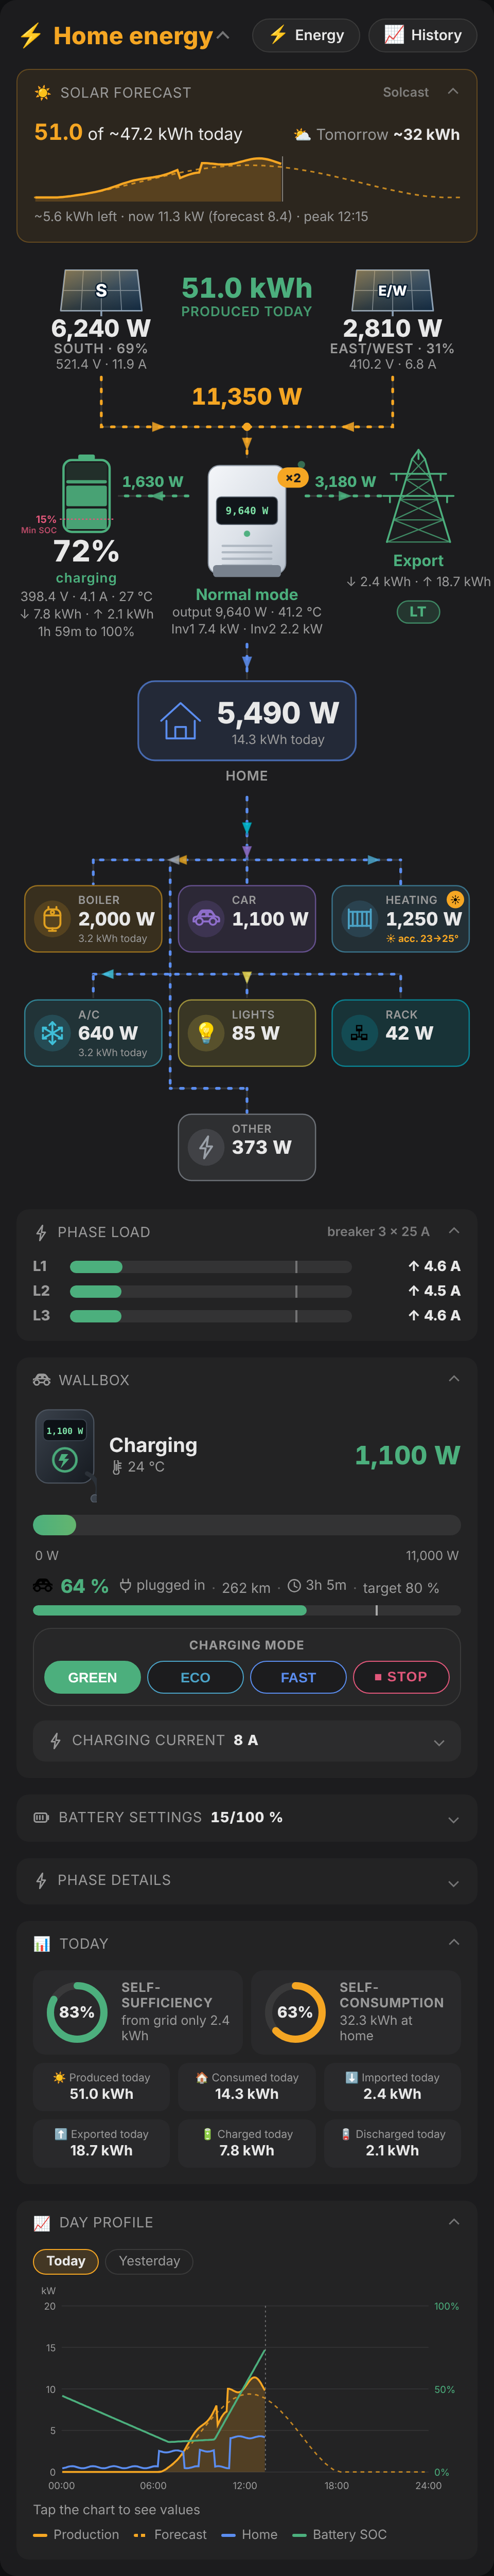 ⚡ Home energy
⚡ Energy
📈 History
☀️ SOLAR FORECAST
Solcast
51.0 of ~47.2 kWh today
⛅ Tomorrow ~32 kWh
~5.6 kWh left · now 11.3 kW (forecast 8.4) · peak 12:15
S
E/W
51.0 kWh
PRODUCED TODAY
6,240 W
SOUTH · 69%
521.4 V · 11.9 A
2,810 W
EAST/WEST · 31%
410.2 V · 6.8 A
11,350 W
1,630 W
×2
3,180 W
9,640 W
15%
Min SOC
72%
charging
398.4 V · 4.1 A · 27 °C
↓ 7.8 kWh · ↑ 2.1 kWh
1h 59m to 100%
Normal mode
output 9,640 W · 41.2 °C
Inv1 7.4 kW · Inv2 2.2 kW
Export
↓ 2.4 kWh · ↑ 18.7 kWh
LT
5,490 W
14.3 kWh today
HOME
BOILER
2,000 W
3.2 kWh today
CAR
1,100 W
HEATING
1,250 W
☀ acc. 23→25°
A/C
640 W
3.2 kWh today
LIGHTS
85 W
RACK
42 W
OTHER
373 W
PHASE LOAD
breaker 3 × 25 A
L1
↑ 4.6 A
L2
↑ 4.5 A
L3
↑ 4.6 A
WALLBOX
1,100 W
Charging
24 °C
1,100 W
0 W
11,000 W
64 % plugged in · 262 km · 3h 5m · target 80 %
CHARGING MODE
GREEN
ECO
FAST
■ STOP
CHARGING CURRENT 8 A
BATTERY SETTINGS 15/100 %
PHASE DETAILS
📊 TODAY
83%
SELF-
SUFFICIENCY
from grid only 2.4
kWh
63%
SELF-
CONSUMPTION
32.3 kWh at
home
☀️ Produced today
51.0 kWh
🏠 Consumed today
14.3 kWh
⬇️ Imported today
2.4 kWh
⬆️ Exported today
18.7 kWh
🔋 Charged today
7.8 kWh
🪫 Discharged today
2.1 kWh
📈 DAY PROFILE
Today
Yesterday
kW
20
100%
15
10
50%
5
0
0%
00:00
06:00
12:00
18:00
24:00
Tap the chart to see values
Production
Forecast
Home
Battery SOC